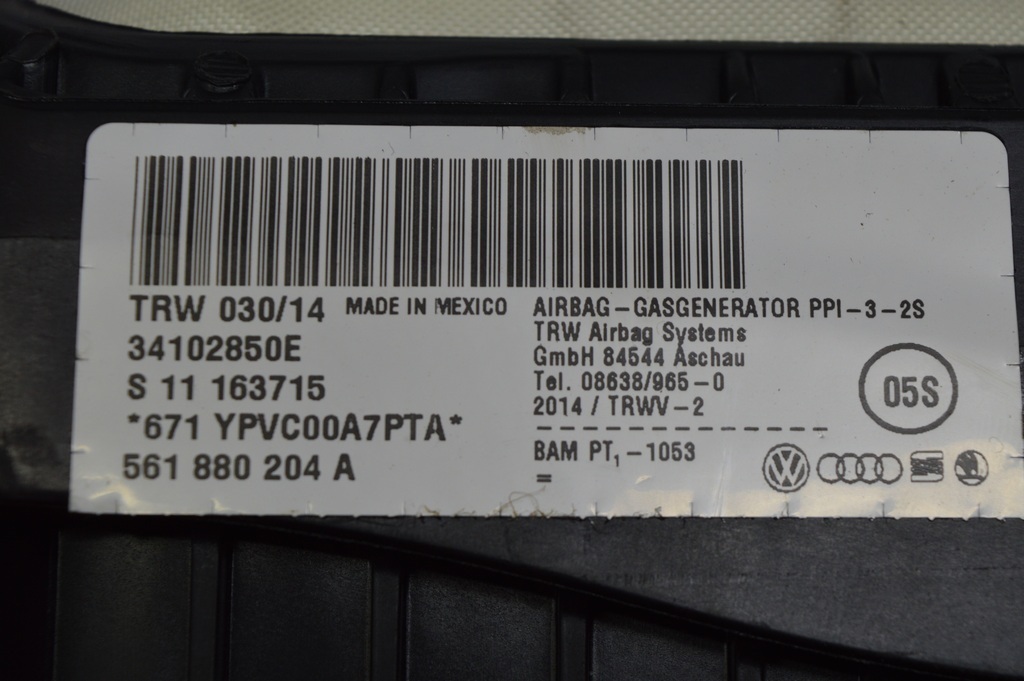 TRW 030/14 MADE IN MEXICO
34102850E
S 11 163715
*671 YPVC00A7PTA*
561 880 204 A
AIRBAG-GASGENERATOR PPI-3-2S
TRW Airbag Systems
GmbH 84544 Aschau
Tel. 08638/965-0
2014 / TRWV-2
BAM PT₁-1053
=
05S
VW